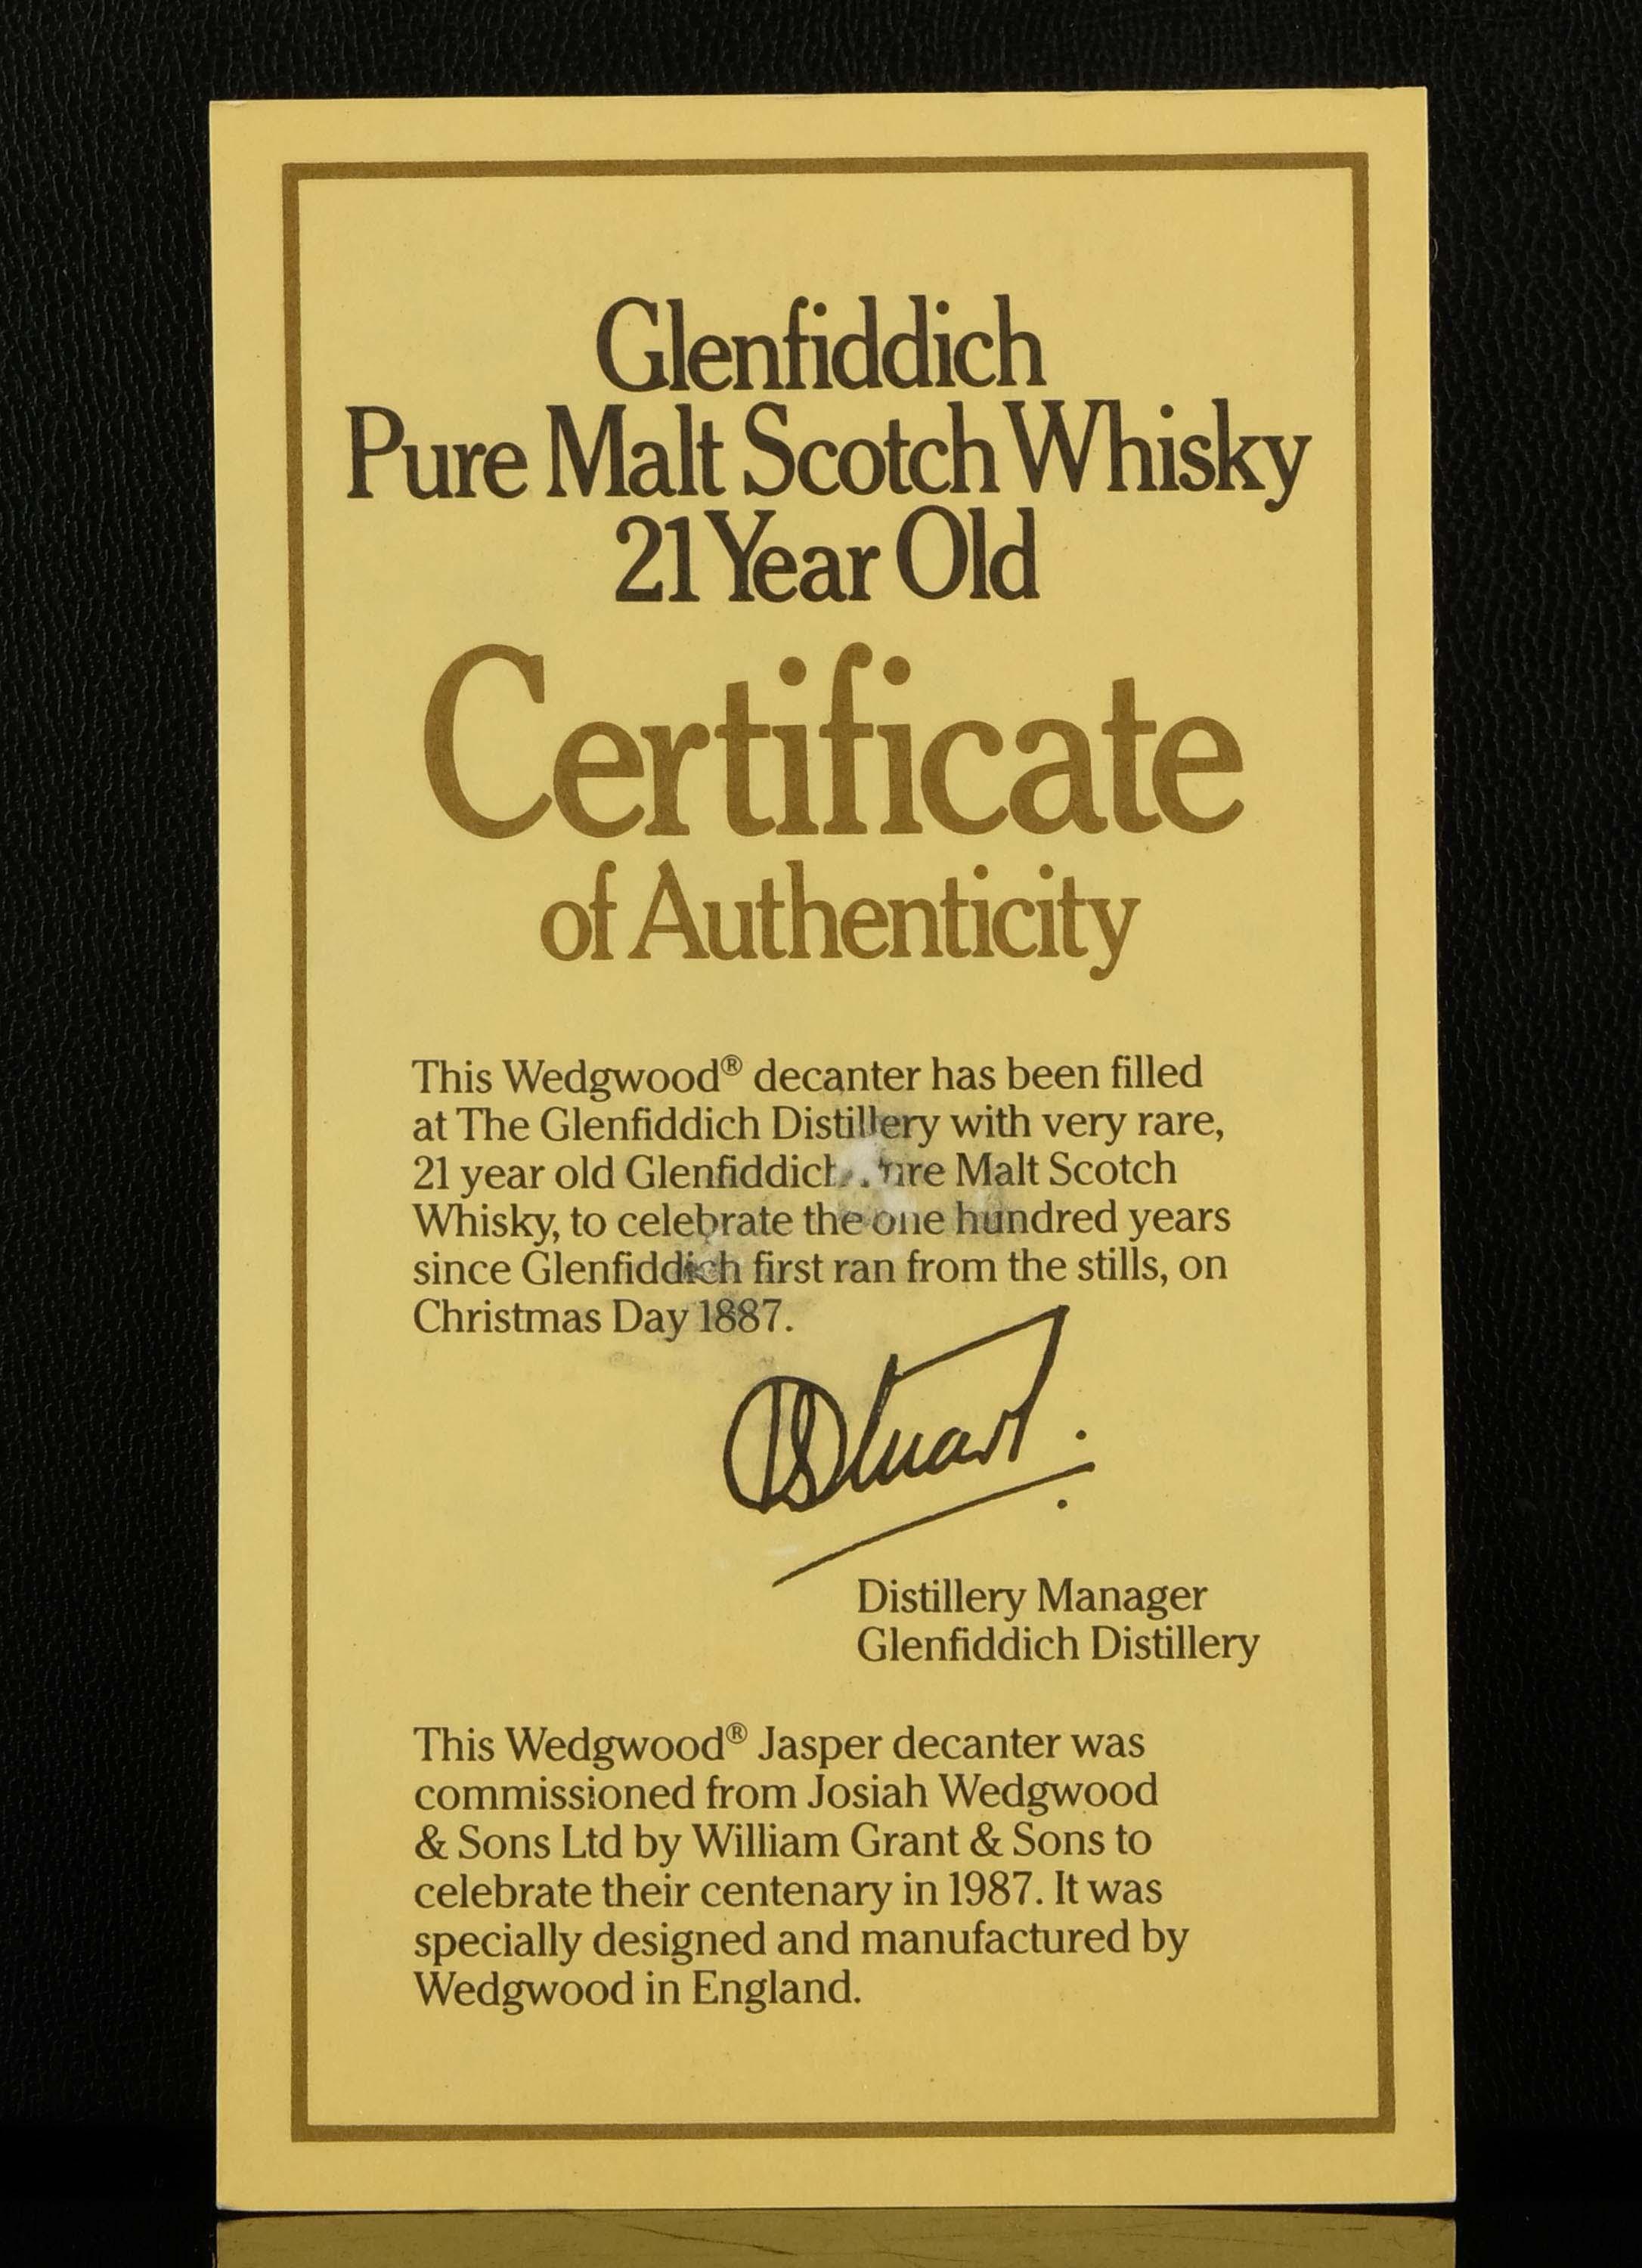 Glenfiddich
Pure Malt Scotch Whisky
21 Year Old
Certificate
of Authenticity
This Wedgwood® decanter has been filled
at The Glenfiddich Distillery with very rare,
21 year old Glenfiddich Malt Scotch
Whisky, to celebrate the one hundred years
since Glenfiddich first ran from the stills, on
Christmas Day 1887.
Stuart
Distillery Manager
Glenfiddich Distillery
This Wedgwood® Jasper decanter was
commissioned from Josiah Wedgwood
& Sons Ltd by William Grant & Sons to
celebrate their centenary in 1987. It was
specially designed and manufactured by
Wedgwood in England.